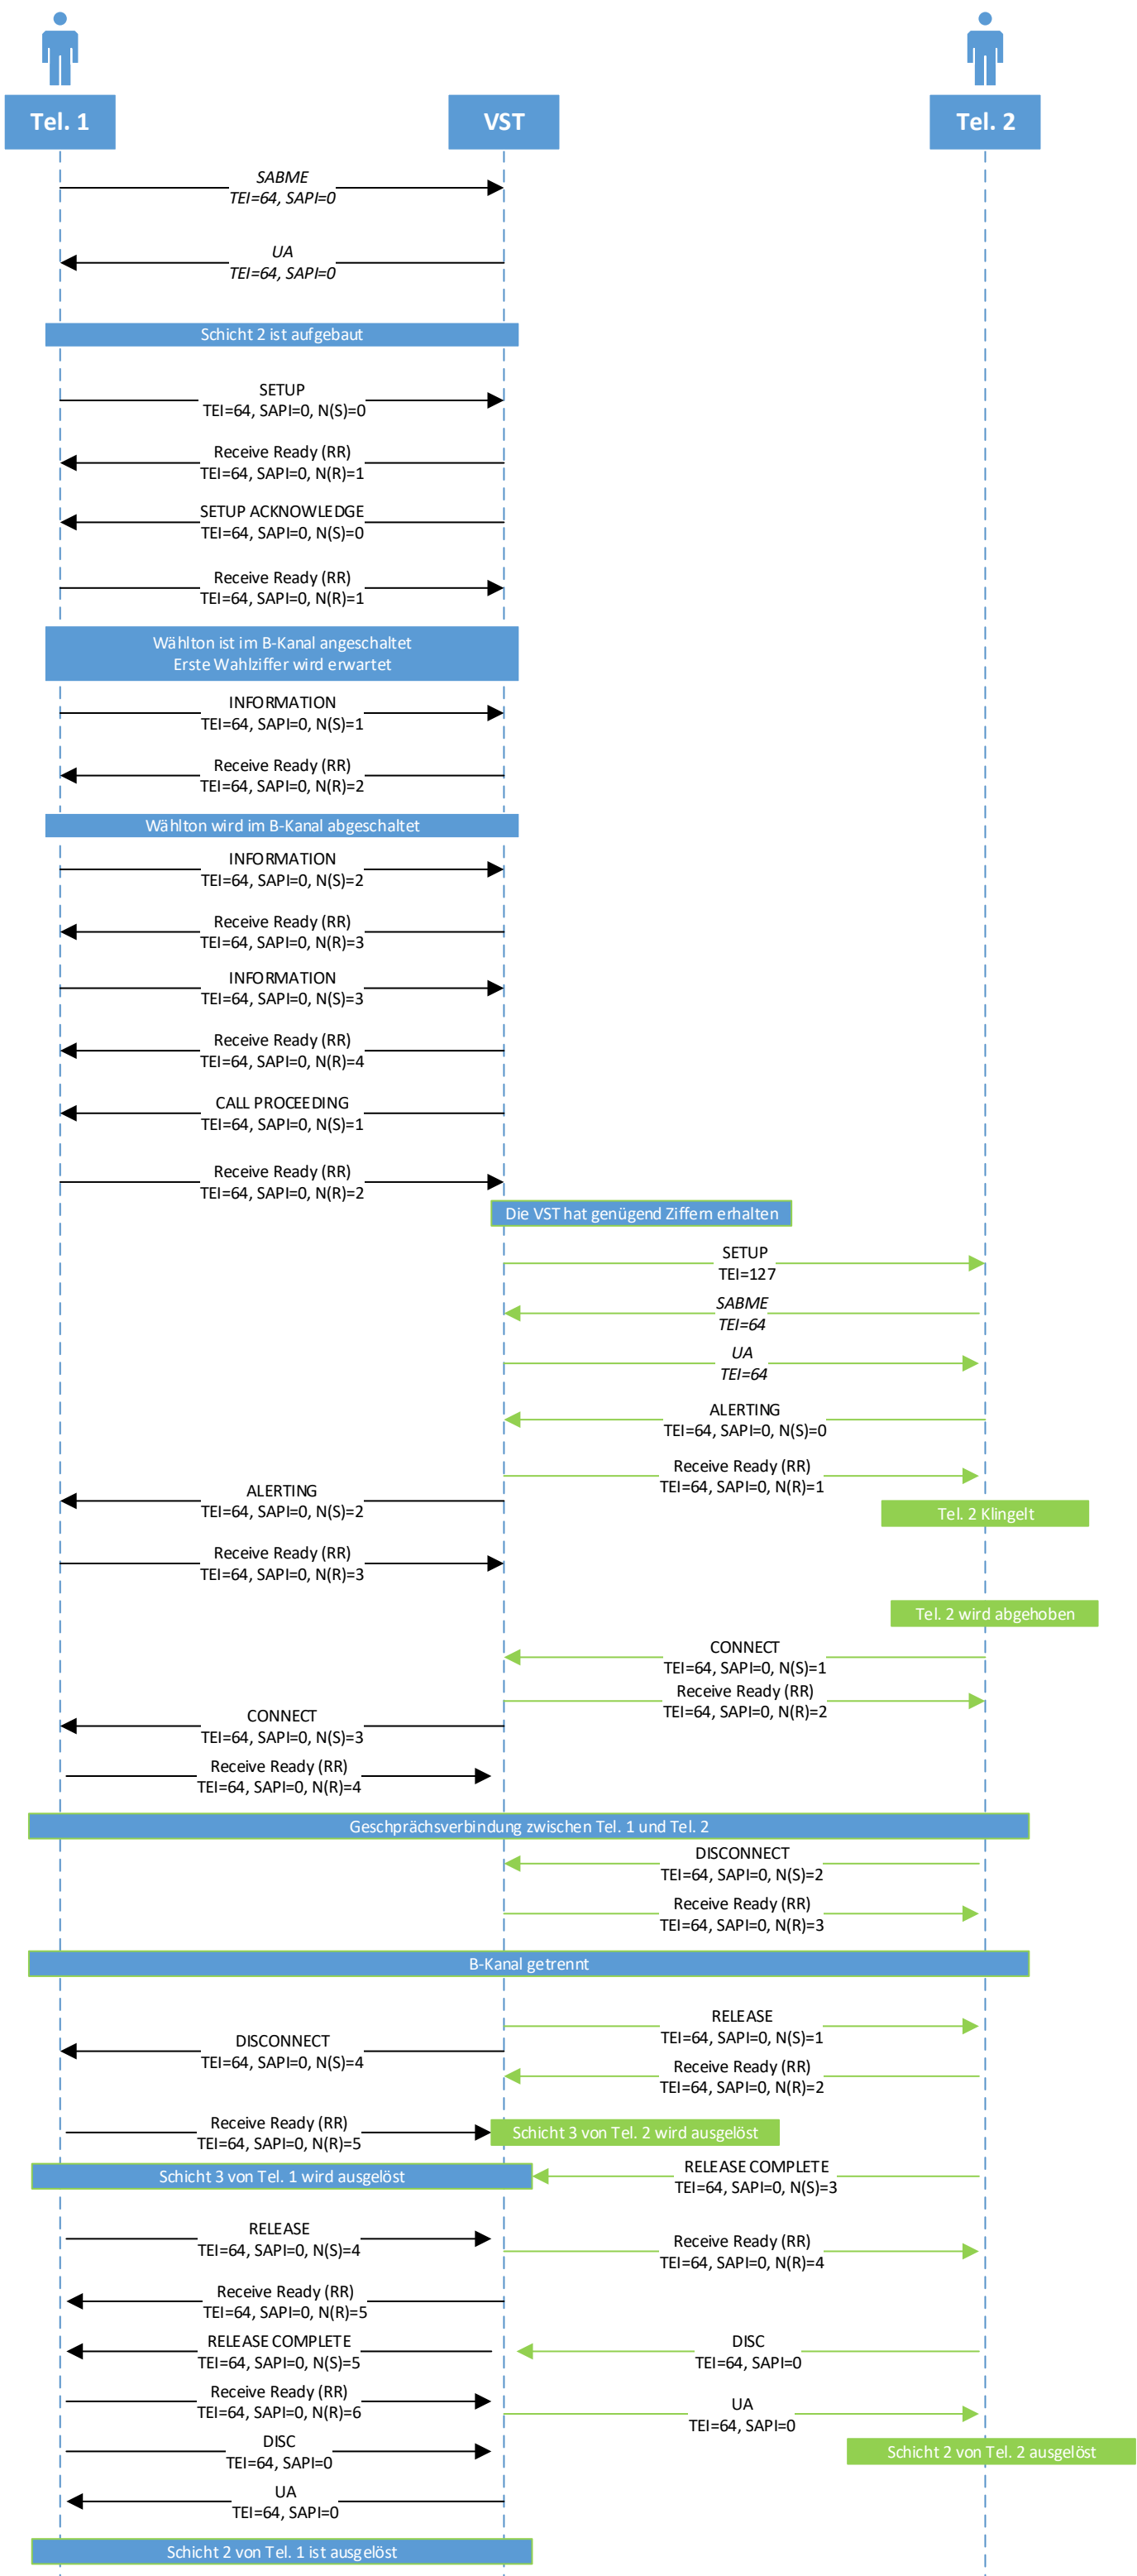 Tel. 1
VST
Tel. 2
SABME
TEI=64, SAPI=0
UA
TEI=64, SAPI=0
Schicht 2 ist aufgebaut
SETUP
TEI=64, SAPI=0, N(S)=0
Receive Ready (RR)
TEI=64, SAPI=0, N(R)=1
SETUP ACKNOWLEDGE
TEI=64, SAPI=0, N(S)=0
Receive Ready (RR)
TEI=64, SAPI=0, N(R)=1
Wählton ist im B-Kanal angeschaltet
Erste Wahlziffer wird erwartet
INFORMATION
TEI=64, SAPI=0, N(S)=1
Receive Ready (RR)
TEI=64, SAPI=0, N(R)=2
Wählton wird im B-Kanal abgeschaltet
INFORMATION
TEI=64, SAPI=0, N(S)=2
Receive Ready (RR)
TEI=64, SAPI=0, N(R)=3
INFORMATION
TEI=64, SAPI=0, N(S)=3
Receive Ready (RR)
TEI=64, SAPI=0, N(R)=4
CALL PROCEEDING
TEI=64, SAPI=0, N(S)=1
Receive Ready (RR)
TEI=64, SAPI=0, N(R)=2
Die VST hat genügend Ziffern erhalten
SETUP
TEI=127
SABME
TEI=64
UA
TEI=64
ALERTING
TEI=64, SAPI=0, N(S)=0
Receive Ready (RR)
TEI=64, SAPI=0, N(R)=1
ALERTING
TEI=64, SAPI=0, N(S)=2
Tel. 2 Klingelt
Receive Ready (RR)
TEI=64, SAPI=0, N(R)=3
Tel. 2 wird abgehoben
CONNECT
TEI=64, SAPI=0, N(S)=1
Receive Ready (RR)
TEI=64, SAPI=0, N(R)=2
CONNECT
TEI=64, SAPI=0, N(S)=3
Receive Ready (RR)
TEI=64, SAPI=0, N(R)=4
Geschprächsverbindung zwischen Tel. 1 und Tel. 2
DISCONNECT
TEI=64, SAPI=0, N(S)=2
Receive Ready (RR)
TEI=64, SAPI=0, N(R)=3
B-Kanal getrennt
RELEASE
TEI=64, SAPI=0, N(S)=1
DISCONNECT
TEI=64, SAPI=0, N(S)=4
Receive Ready (RR)
TEI=64, SAPI=0, N(R)=2
Receive Ready (RR)
TEI=64, SAPI=0, N(R)=5
Schicht 3 von Tel. 2 wird ausgelöst
Schicht 3 von Tel. 1 wird ausgelöst
RELEASE COMPLETE
TEI=64, SAPI=0, N(S)=3
RELEASE
TEI=64, SAPI=0, N(S)=4
Receive Ready (RR)
TEI=64, SAPI=0, N(R)=4
Receive Ready (RR)
TEI=64, SAPI=0, N(R)=5
RELEASE COMPLETE
TEI=64, SAPI=0, N(S)=5
DISC
TEI=64, SAPI=0
Receive Ready (RR)
TEI=64, SAPI=0, N(R)=6
UA
TEI=64, SAPI=0
DISC
TEI=64, SAPI=0
Schicht 2 von Tel. 2 ausgelöst
UA
TEI=64, SAPI=0
Schicht 2 von Tel. 1 ist ausgelöst